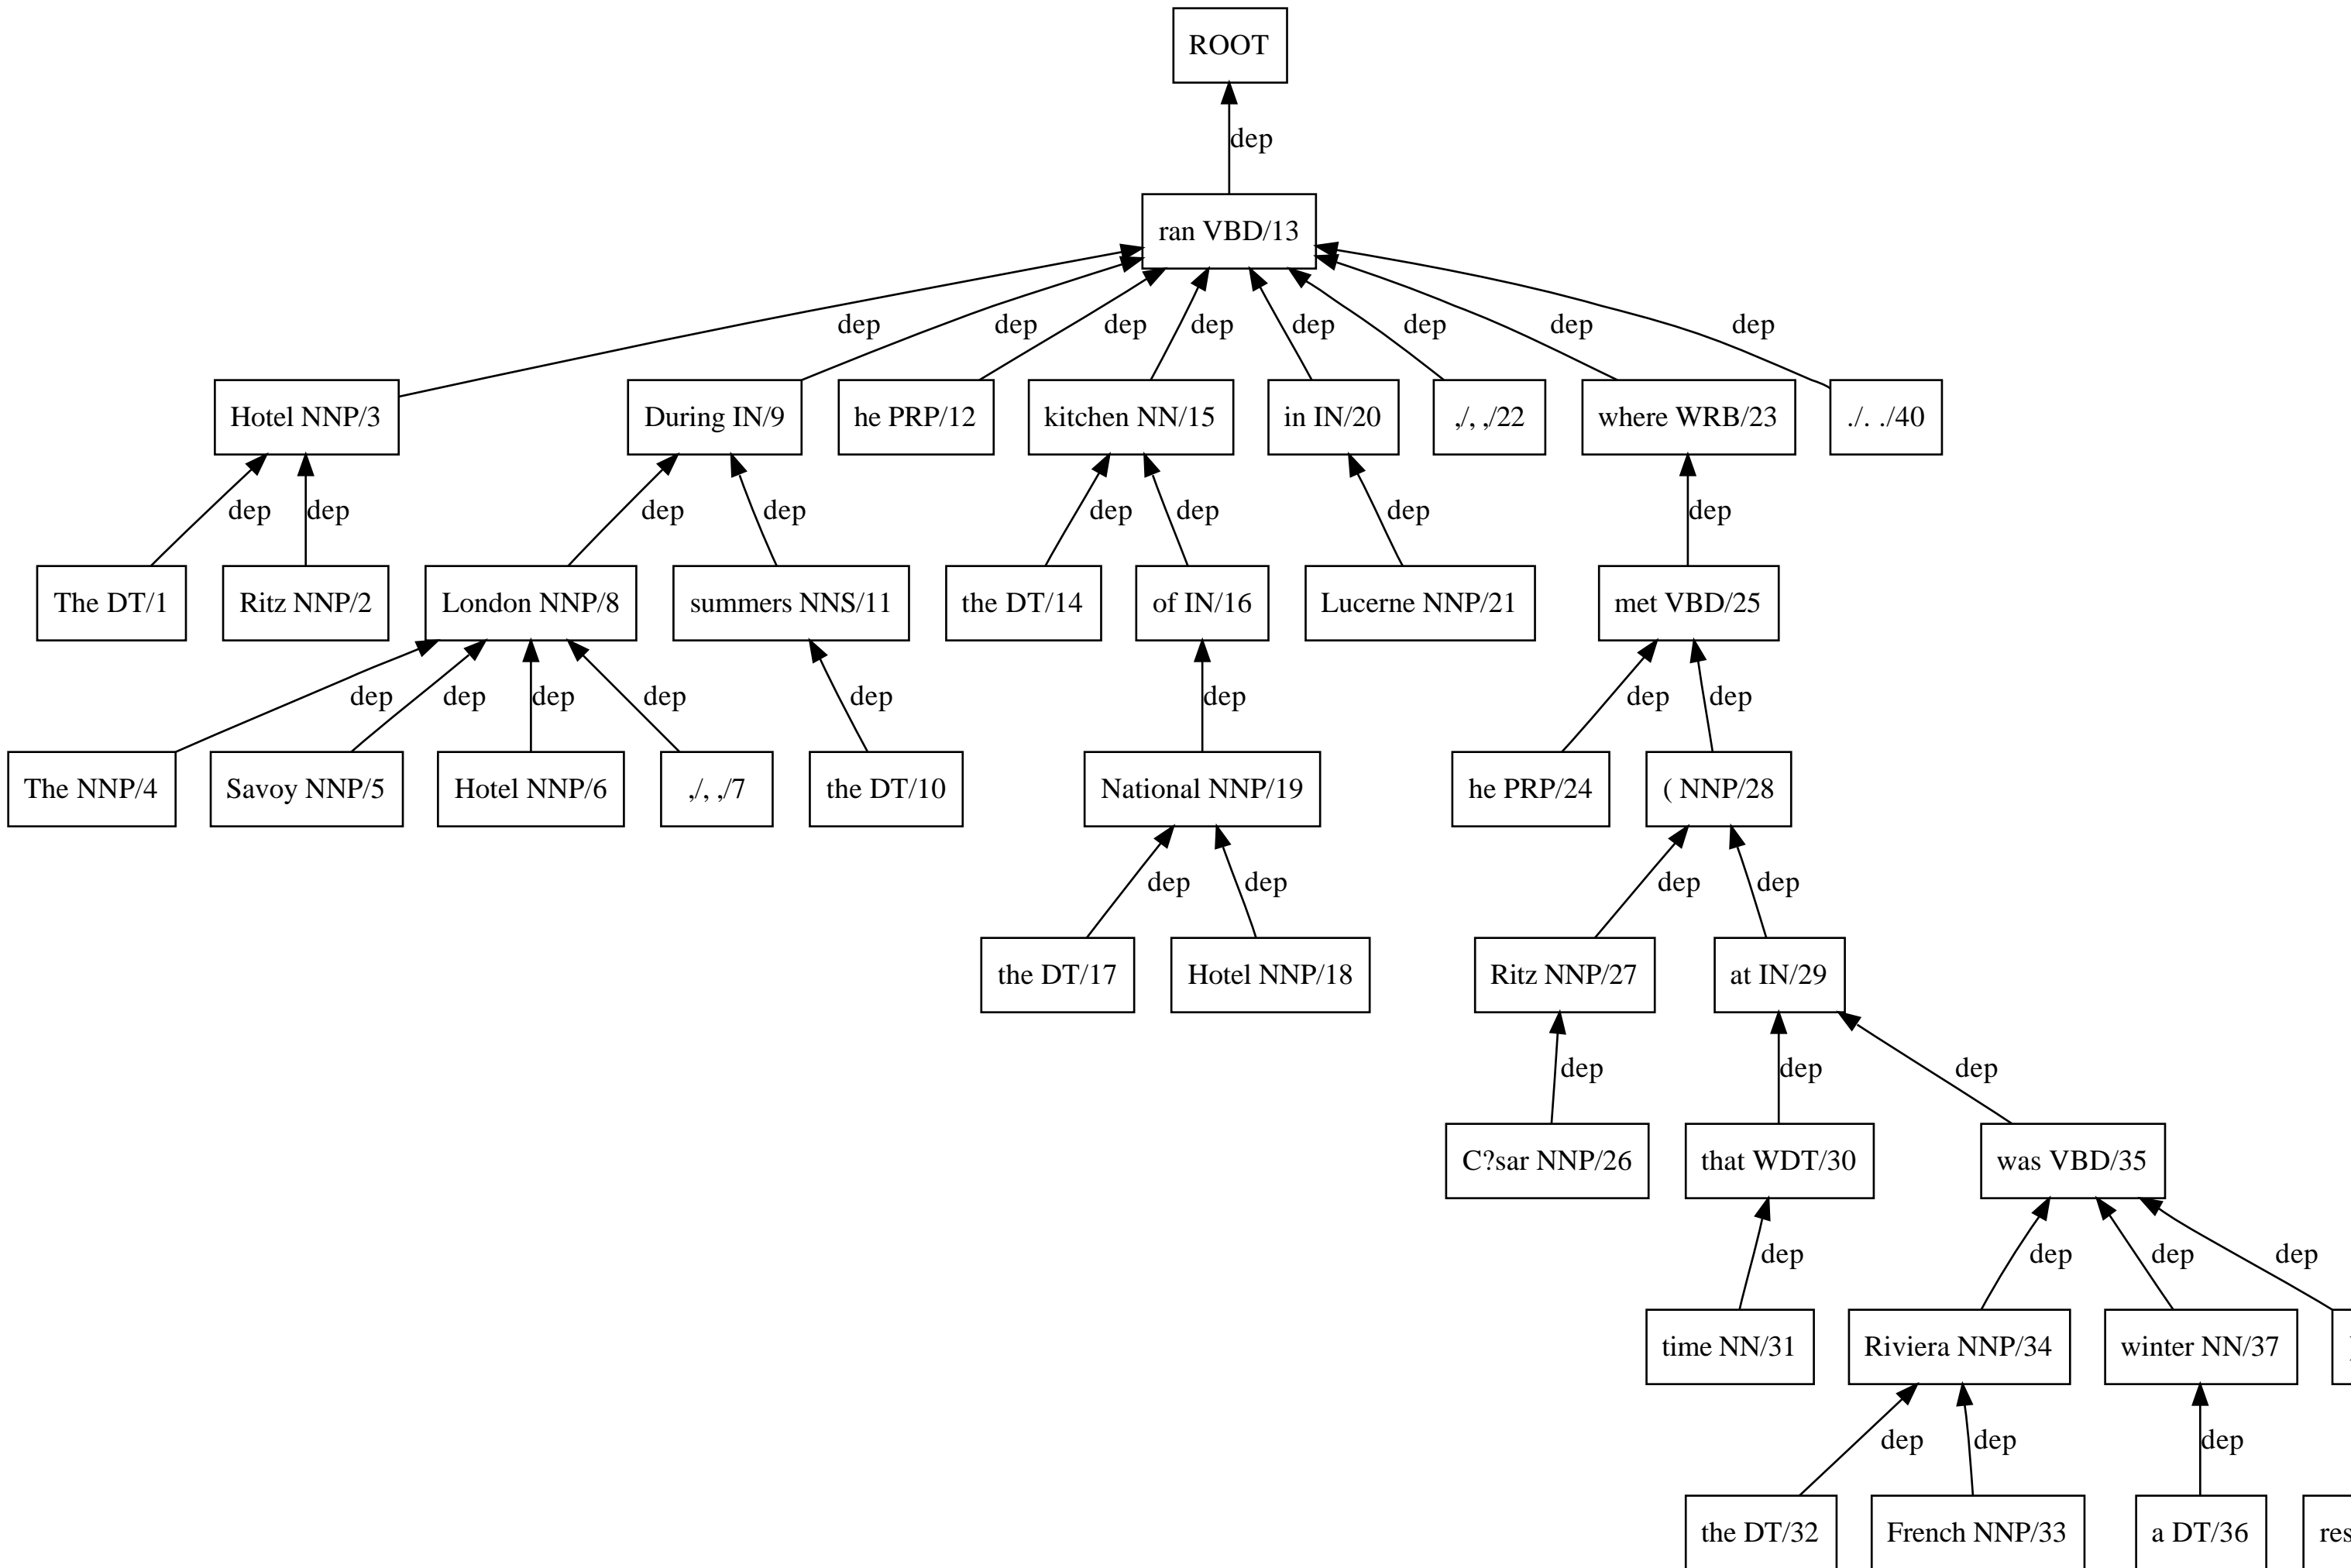 ROOT
dep
ran VBD/13
dep dep dep dep dep dep dep dep
Hotel NNP/3 During IN/9 he PRP/12 kitchen NN/15 in IN/20 ,/, ,/22 where WRB/23 ./. ./40
dep dep dep dep dep dep dep dep
The DT/1 Ritz NNP/2 London NNP/8 summers NNS/11 the DT/14 of IN/16 Lucerne NNP/21 met VBD/25
dep dep dep dep dep dep dep dep
The NNP/4 Savoy NNP/5 Hotel NNP/6 ,/, ,/7 the DT/10 National NNP/19 he PRP/24 ( NNP/28
dep dep dep dep
the DT/17 Hotel NNP/18 Ritz NNP/27 at IN/29
dep dep dep
C?sar NNP/26 that WDT/30 was VBD/35
dep dep dep dep
time NN/31 Riviera NNP/34 winter NN/37
dep dep dep
the DT/32 French NNP/33 a DT/36 res